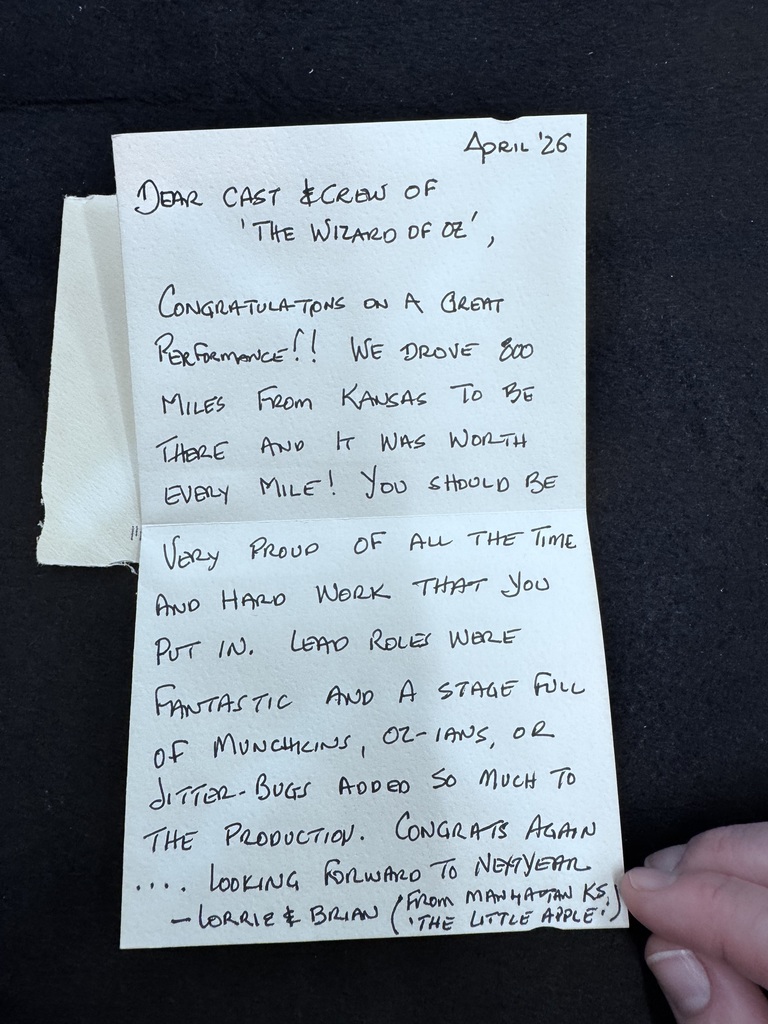 APRIL '26
DEAR CAST & CREW OF
'THE WIZARD OF OZ',
CONGRATULATIONS ON A GREAT
PERFORMANCE!! WE DROVE 800
MILES FROM KANSAS TO BE
THERE AND IT WAS WORTH
EVERY MILE! YOU SHOULD BE
VERY PROUD OF ALL THE TIME
AND HARD WORK THAT YOU
PUT IN. LEAD ROLES WERE
FANTASTIC AND A STAGE FULL
OF MUNCHKINS, OZ-IANS, OR
JITTER-BUGS ADDED SO MUCH TO
THE PRODUCTION. CONGRATS AGAIN
.... LOOKING FORWARD TO NEXT YEAR
- LORRIE & BRIAN (FROM MANHATTAN KS,
'THE LITTLE APPLE')